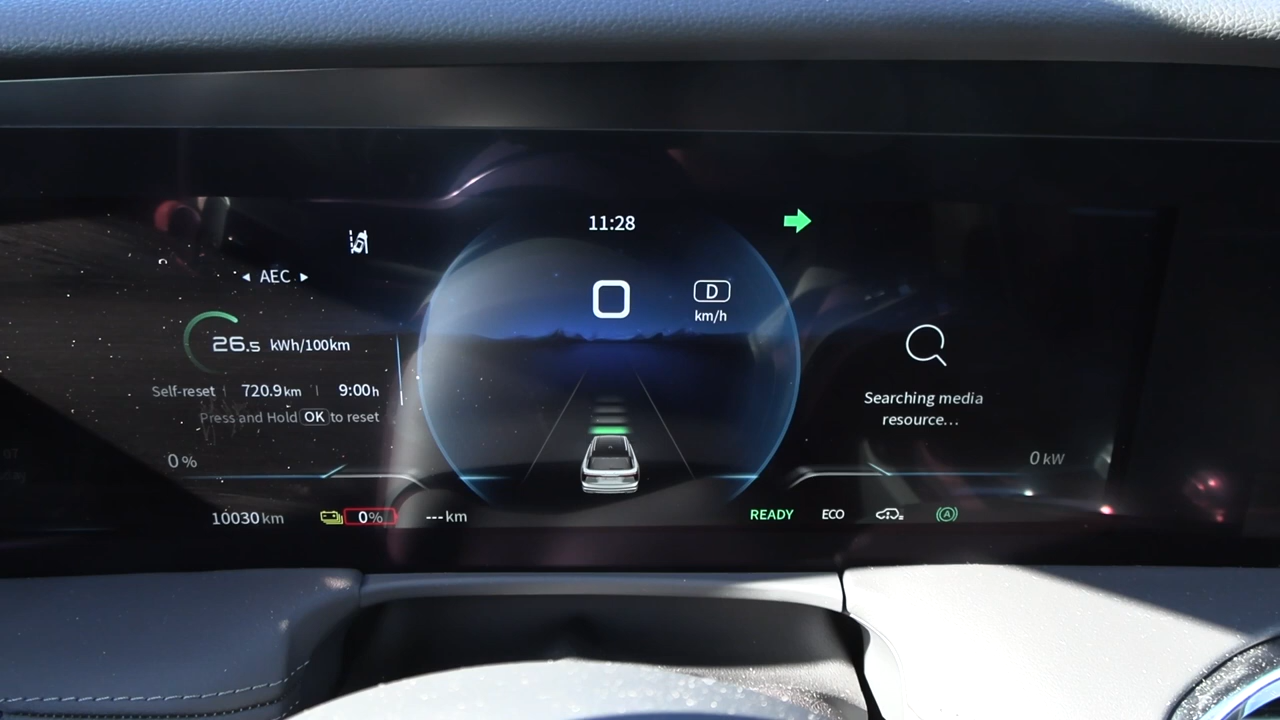 11:28
AEC
0
D
km/h
26.5 kWh/100km
Self-reset 720.9 km 9:00 h
Press and Hold OK to reset
Searching media
resource...
0 %
0 kW
10030 km
0%
--- km
READY
ECO
A